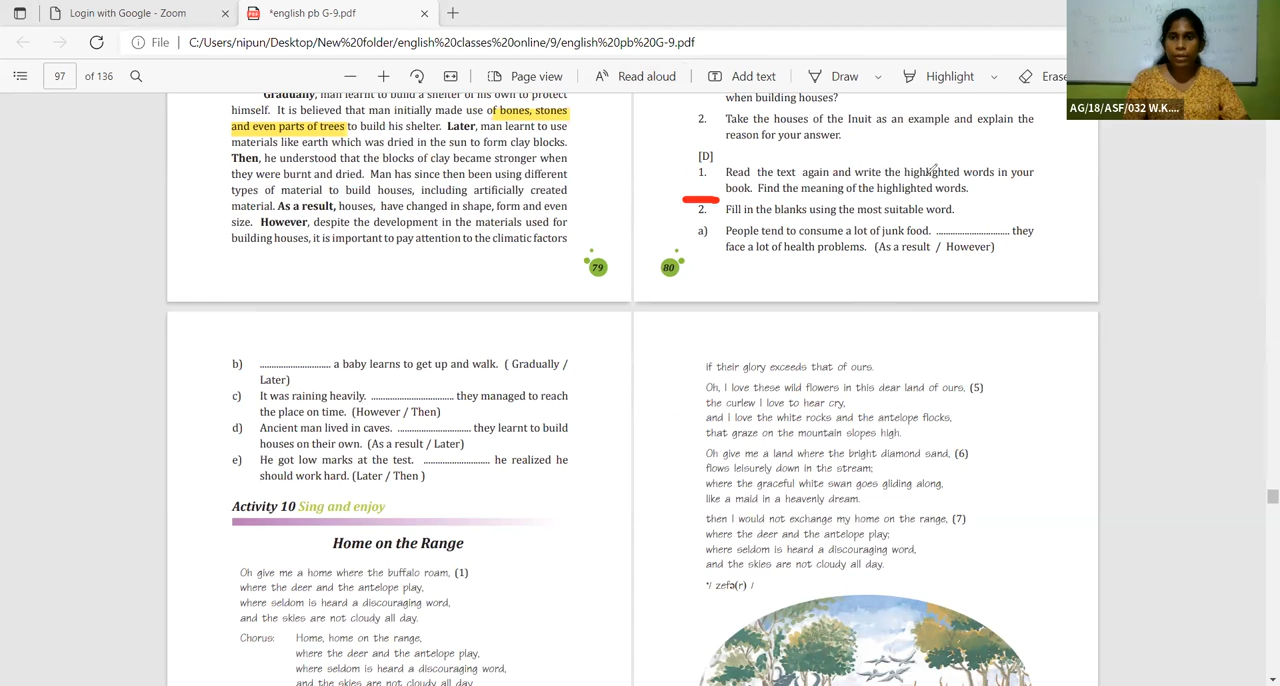 Login with Google - Zoom
*english pb G-9.pdf
File
C:/Users/nipun/Desktop/New%20folder/english%20classes%20online/9/english%20pb%20G-9.pdf
97 of 136
Page view
Read aloud
Add text
Draw
Highlight
Erase
AG/18/ASF/032 W.K....
Gradually, man learnt to build a shelter of his own to protect
himself. It is believed that man initially made use of bones, stones
and even parts of trees to build his shelter. Later, man learnt to use
materials like earth which was dried in the sun to form clay blocks.
Then, he understood that the blocks of clay became stronger when
they were burnt and dried. Man has since then been using different
types of material to build houses, including artificially created
material. As a result, houses, have changed in shape, form and even
size. However, despite the development in the materials used for
building houses, it is important to pay attention to the climatic factors
79
when building houses?
2. Take the houses of the Inuit as an example and explain the
reason for your answer.
[D]
1. Read the text again and write the highlighted words in your
book. Find the meaning of the highlighted words.
2. Fill in the blanks using the most suitable word.
a) People tend to consume a lot of junk food. ............................ they
face a lot of health problems. (As a result / However)
80
b) ........................... a baby learns to get up and walk. ( Gradually /
Later)
c) It was raining heavily. ................................ they managed to reach
the place on time. (However / Then)
d) Ancient man lived in caves. ............................ they learnt to build
houses on their own. (As a result / Later)
e) He got low marks at the test. ......................... he realized he
should work hard. (Later / Then )
Activity 10 Sing and enjoy
Home on the Range
Oh give me a home where the buffalo roam, (1)
where the deer and the antelope play,
where seldom is heard a discouraging word,
and the skies are not cloudy all day.
Chorus: Home, home on the range,
where the deer and the antelope play,
where seldom is heard a discouraging word,
and the skies are not cloudy all day
if their glory exceeds that of ours.
Oh, I love these wild flowers in this dear land of ours, (5)
the curlew I love to hear cry,
and I love the white rocks and the antelope flocks,
that graze on the mountain slopes high.
Oh give me a land where the bright diamond sand, (6)
flows leisurely down in the stream;
where the graceful white swan goes gliding along,
like a maid in a heavenly dream.
then I would not exchange my home on the range, (7)
where the deer and the antelope play;
where seldom is heard a discouraging word,
and the skies are not cloudy all day.
*/ zefə(r) /